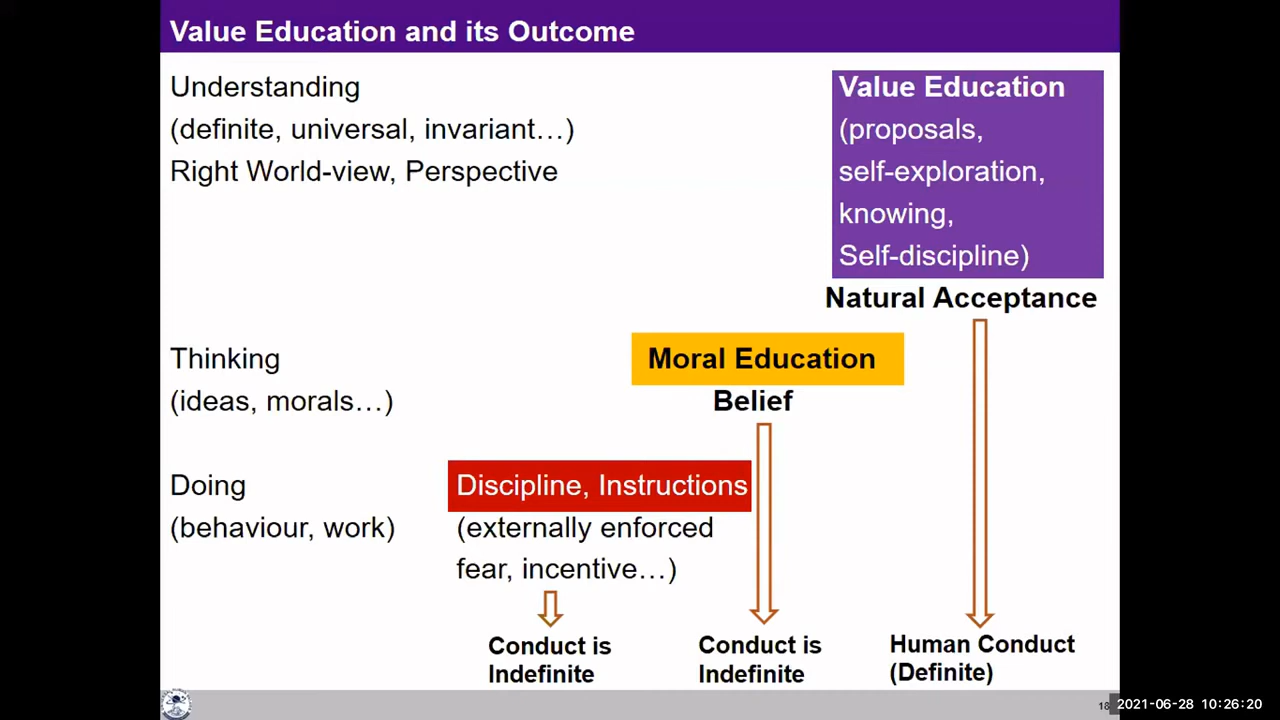 Value Education and its Outcome
Understanding
(definite, universal, invariant…)
Right World-view, Perspective
Value Education
(proposals,
self-exploration,
knowing,
Self-discipline)
Natural Acceptance
Thinking
(ideas, morals…)
Moral Education
Belief
Doing
(behaviour, work)
Discipline, Instructions
(externally enforced
fear, incentive…)
Conduct is
Indefinite
Conduct is
Indefinite
Human Conduct
(Definite)
2021-06-28 10:26:20